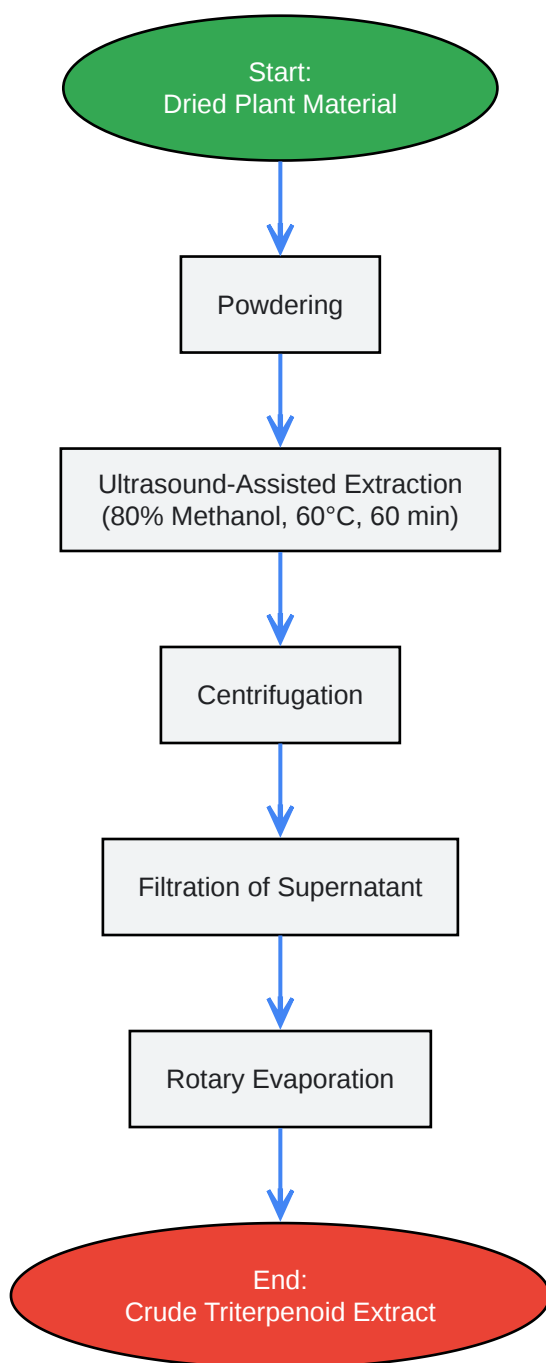 Start:
Dried Plant Material
Powdering
Ultrasound-Assisted Extraction
(80% Methanol, 60°C, 60 min)
Centrifugation
Filtration of Supernatant
Rotary Evaporation
End:
Crude Triterpenoid Extract